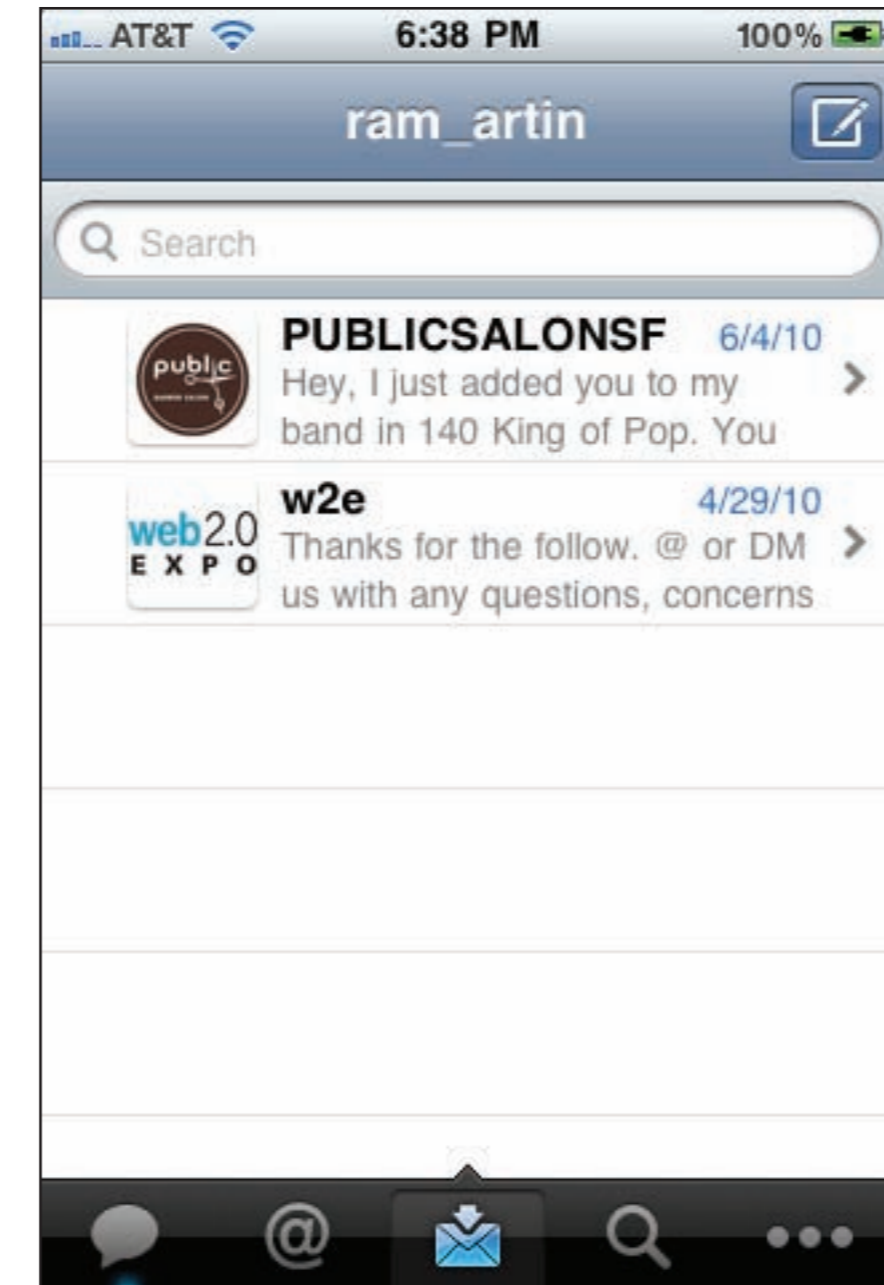 AT&T 6:38 PM 100%
ram_artin
Search
public
PUBLICSALONSF 6/4/10
Hey, I just added you to my
band in 140 King of Pop. You
web2.0
EXPO
w2e 4/29/10
Thanks for the follow. @ or DM
us with any questions, concerns
@